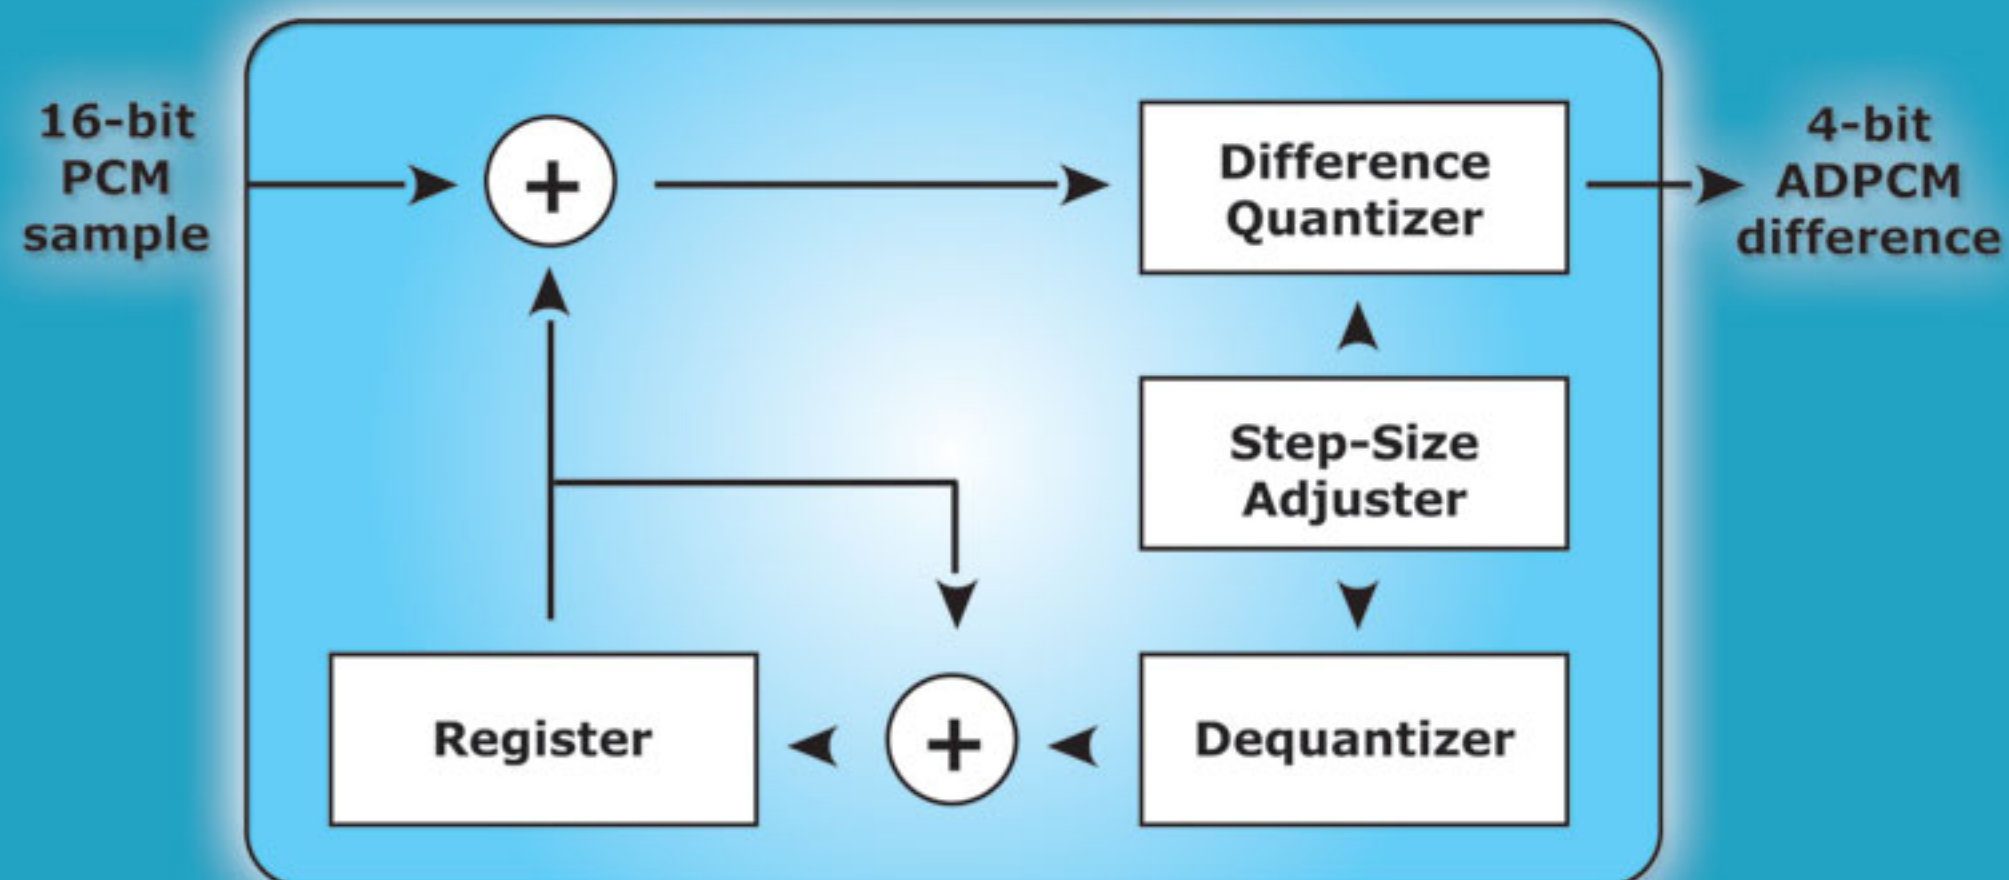 16-bit
PCM
sample
+
Difference
Quantizer
4-bit
ADPCM
difference
Step-Size
Adjuster
Register
+
Dequantizer